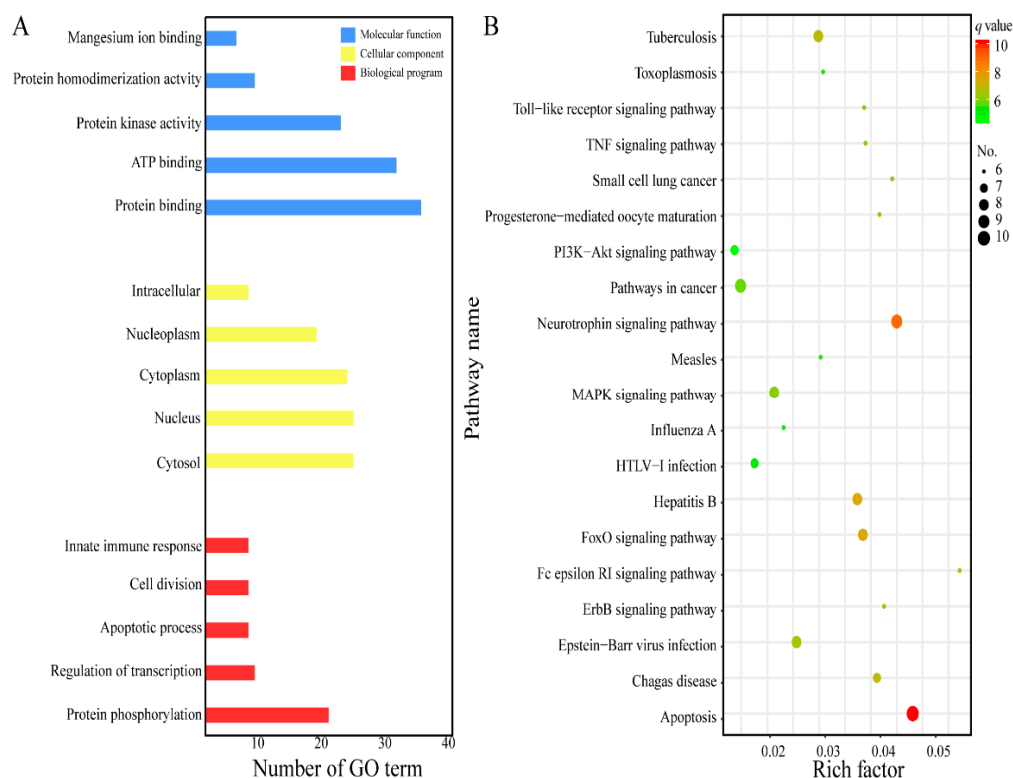 A
Mangesium ion binding
Protein homodimerization actvity
Protein kinase activity
ATP binding
Protein binding
Intracellular
Nucleoplasm
Cytoplasm
Nucleus
Cytosol
Innate immune response
Cell division
Apoptotic process
Regulation of transcription
Protein phosphorylation
Molecular function
Cellular component
Biological program
10 20 30 40
Number of GO term
B
Pathway name
Tuberculosis
Toxoplasmosis
Toll−like receptor signaling pathway
TNF signaling pathway
Small cell lung cancer
Progesterone−mediated oocyte maturation
PI3K−Akt signaling pathway
Pathways in cancer
Neurotrophin signaling pathway
Measles
MAPK signaling pathway
Influenza A
HTLV−I infection
Hepatitis B
FoxO signaling pathway
Fc epsilon RI signaling pathway
ErbB signaling pathway
Epstein−Barr virus infection
Chagas disease
Apoptosis
0.02 0.03 0.04 0.05
Rich factor
q value
10
8
6
No.
6
7
8
9
10